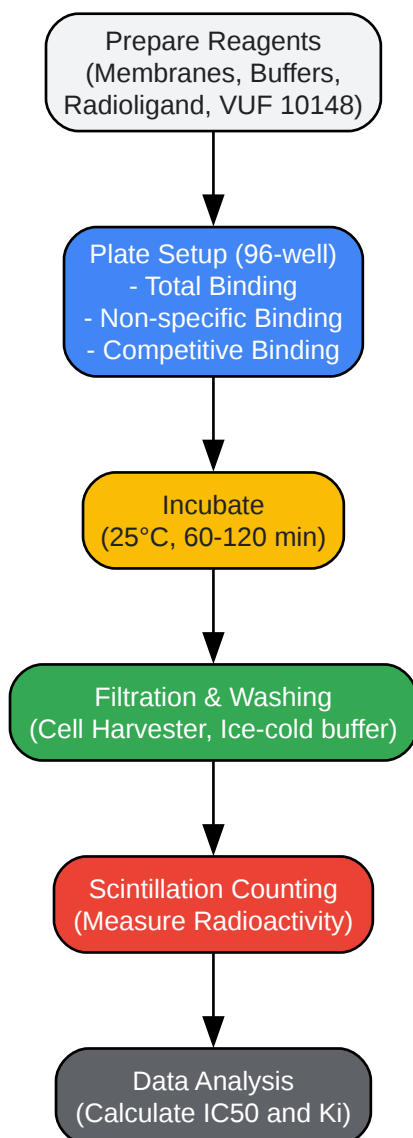 Prepare Reagents
(Membranes, Buffers,
Radioligand, VUF 10148)
Plate Setup (96-well)
- Total Binding
- Non-specific Binding
- Competitive Binding
Incubate
(25°C, 60-120 min)
Filtration & Washing
(Cell Harvester, Ice-cold buffer)
Scintillation Counting
(Measure Radioactivity)
Data Analysis
(Calculate IC50 and Ki)